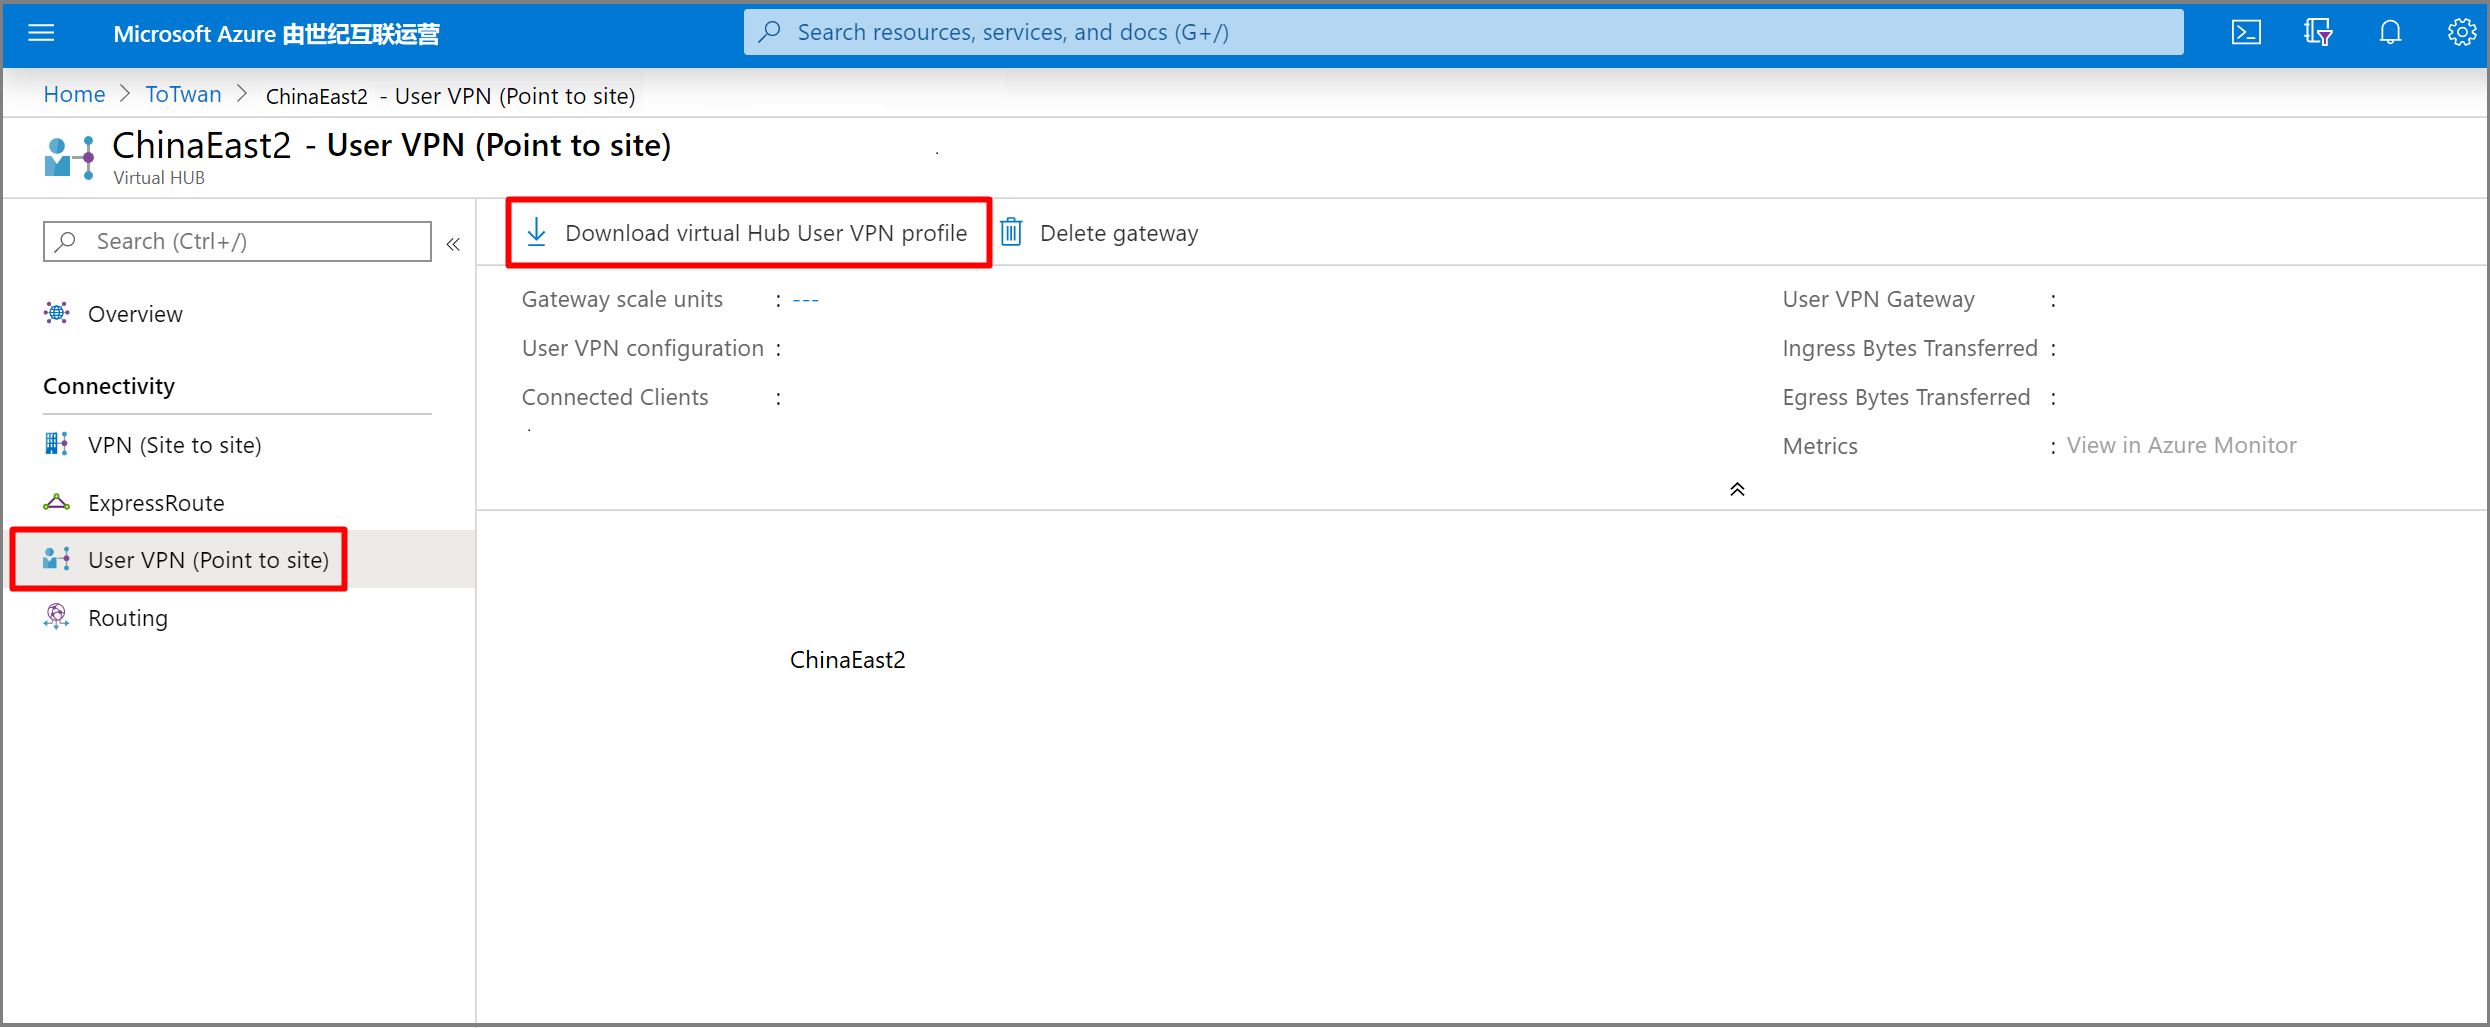 Microsoft Azure 由世纪互联运营
Search resources, services, and docs (G+/)
Home > ToTwan > ChinaEast2 - User VPN (Point to site)
ChinaEast2 - User VPN (Point to site)
Virtual HUB
Search (Ctrl+/)
«
Overview
Connectivity
VPN (Site to site)
ExpressRoute
User VPN (Point to site)
Routing
Download virtual Hub User VPN profile
Delete gateway
Gateway scale units : ---
User VPN configuration :
Connected Clients :
User VPN Gateway :
Ingress Bytes Transferred :
Egress Bytes Transferred :
Metrics : View in Azure Monitor
ChinaEast2